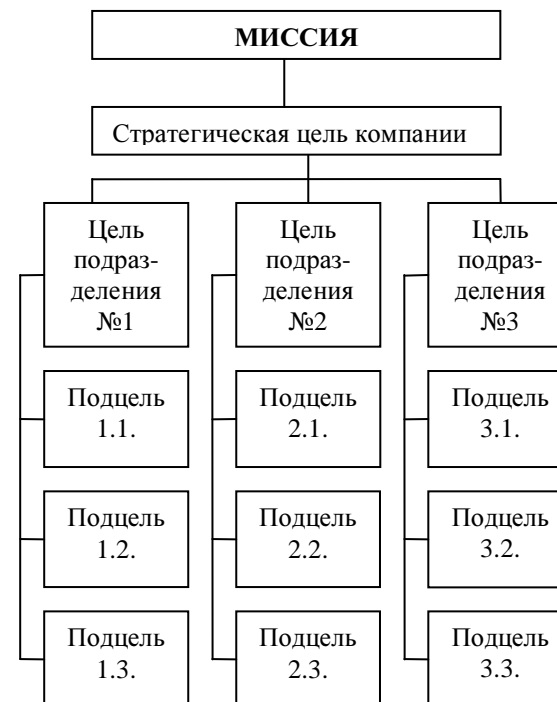 МИССИЯ
Стратегическая цель компании
Цель
подраз-
деления
№1
Цель
подраз-
деления
№2
Цель
подраз-
деления
№3
Подцель
1.1.
Подцель
2.1.
Подцель
3.1.
Подцель
1.2.
Подцель
2.2.
Подцель
3.2.
Подцель
1.3.
Подцель
2.3.
Подцель
3.3.